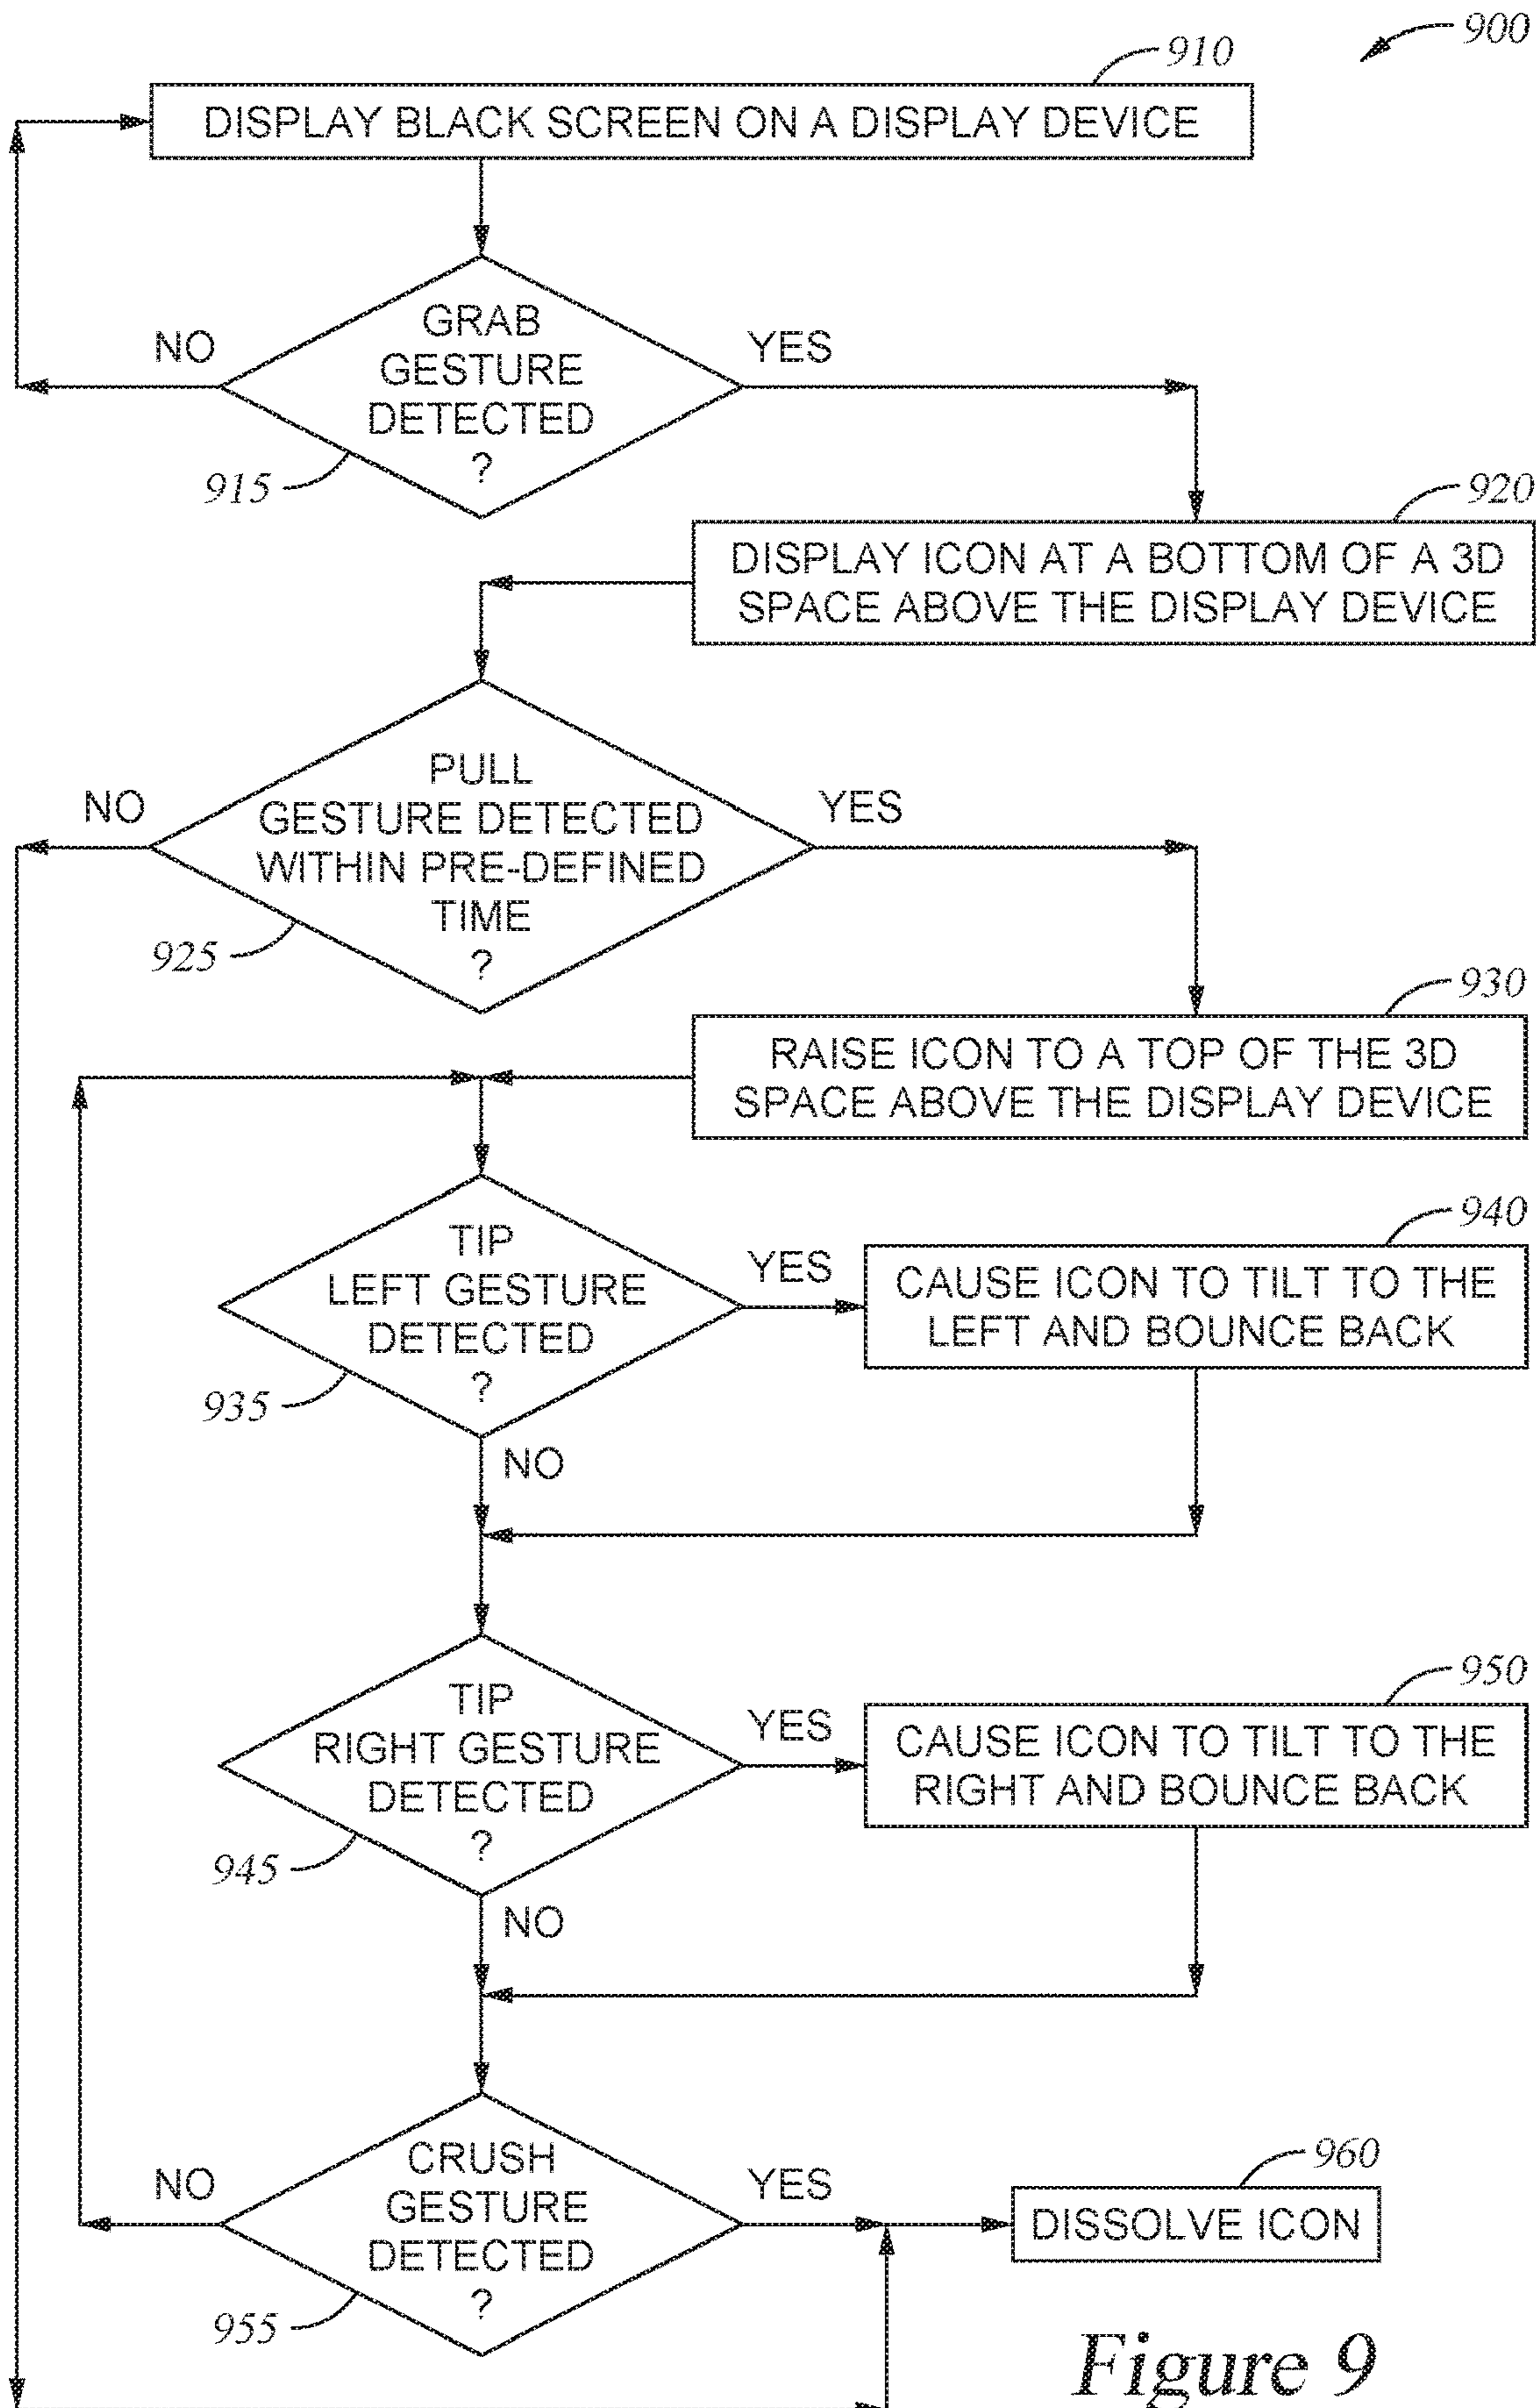 900
910
DISPLAY BLACK SCREEN ON A DISPLAY DEVICE
GRAB
GESTURE
DETECTED
?
NO
YES
915
920
DISPLAY ICON AT A BOTTOM OF A 3D
SPACE ABOVE THE DISPLAY DEVICE
PULL
GESTURE DETECTED
WITHIN PRE-DEFINED
TIME
?
NO
YES
925
930
RAISE ICON TO A TOP OF THE 3D
SPACE ABOVE THE DISPLAY DEVICE
TIP
LEFT GESTURE
DETECTED
?
YES
935
NO
940
CAUSE ICON TO TILT TO THE
LEFT AND BOUNCE BACK
TIP
RIGHT GESTURE
DETECTED
?
YES
945
NO
950
CAUSE ICON TO TILT TO THE
RIGHT AND BOUNCE BACK
CRUSH
GESTURE
DETECTED
?
NO
YES
955
960
DISSOLVE ICON
Figure 9